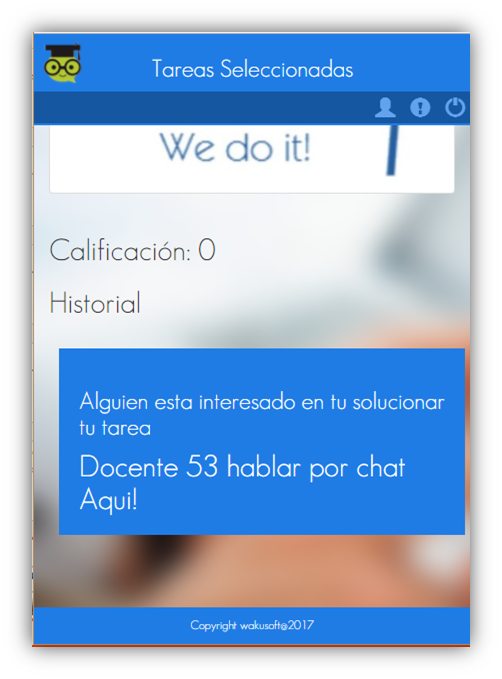 Tareas Seleccionadas
We do it!
Calificación: 0
Historial
Alguien esta interesado en tu solucionar
tu tarea
Docente 53 hablar por chat
Aqui!
Copyright wakusoft@2017